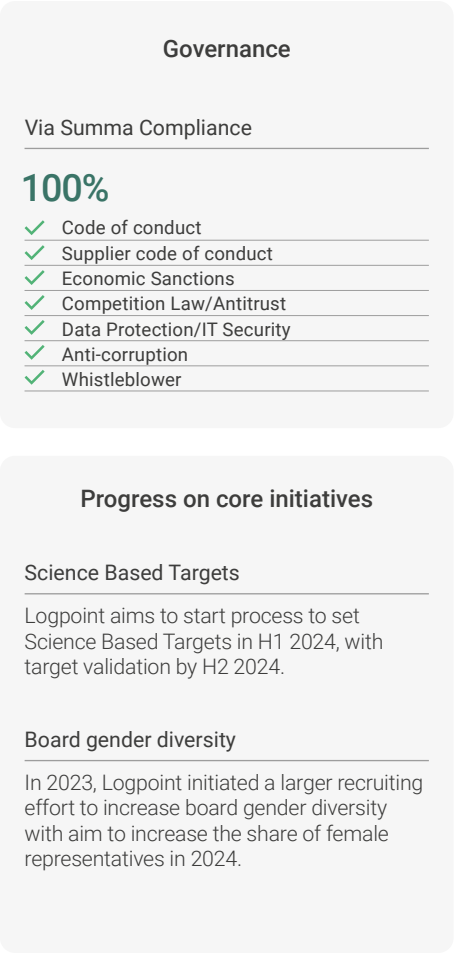 Governance
Via Summa Compliance
100%
Code of conduct
Supplier code of conduct
Economic Sanctions
Competition Law/Antitrust
Data Protection/IT Security
Anti-corruption
Whistleblower
Progress on core initiatives
Science Based Targets
Logpoint aims to start process to set
Science Based Targets in H1 2024, with
target validation by H2 2024.
Board gender diversity
In 2023, Logpoint initiated a larger recruiting
effort to increase board gender diversity
with aim to increase the share of female
representatives in 2024.